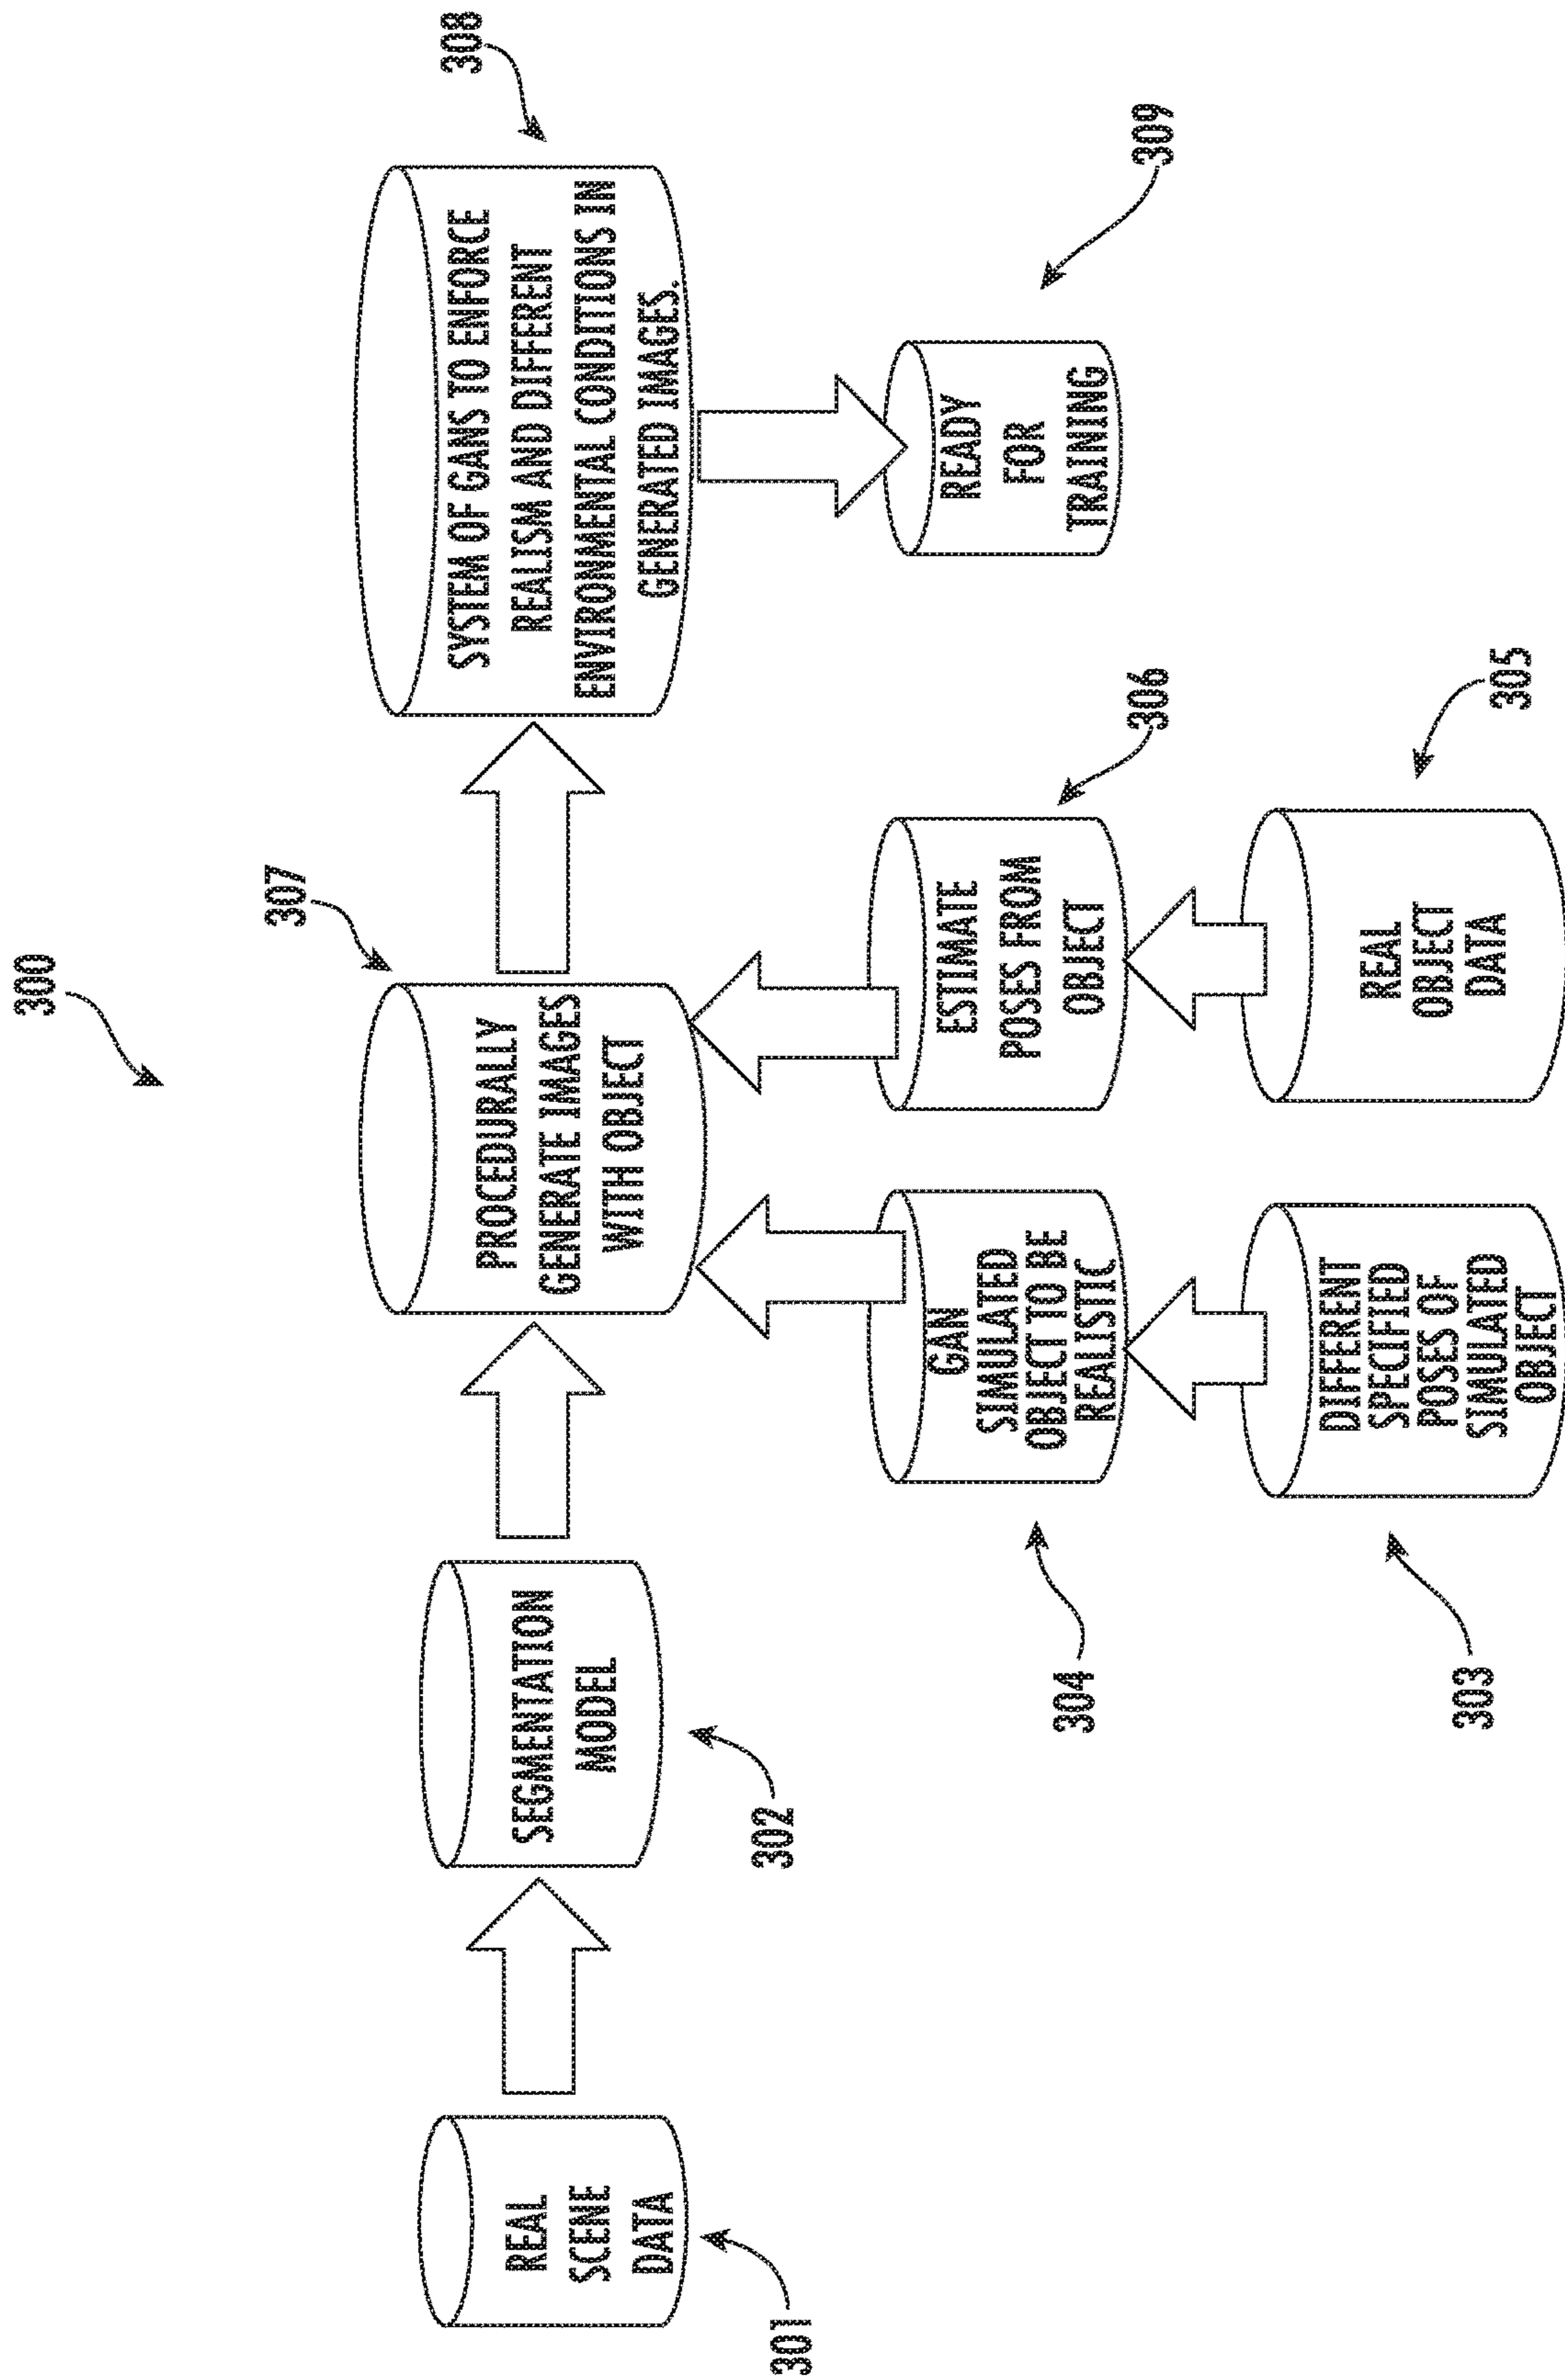 300
301
REAL
SCENE
DATA
302
SEGMENTATION
MODEL
307
PROCEDURALLY
GENERATE IMAGES
WITH OBJECT
308
SYSTEM OF GANS TO ENFORCE
REALISM AND DIFFERENT
ENVIRONMENTAL CONDITIONS IN
GENERATED IMAGES.
304
GAN
SIMULATED
OBJECT TO BE
REALISTIC
306
ESTIMATE
POSES FROM
OBJECT
309
READY
FOR
TRAINING
303
DIFFERENT
SPECIFIED
POSES OF
SIMULATED
OBJECT
305
REAL
OBJECT
DATA